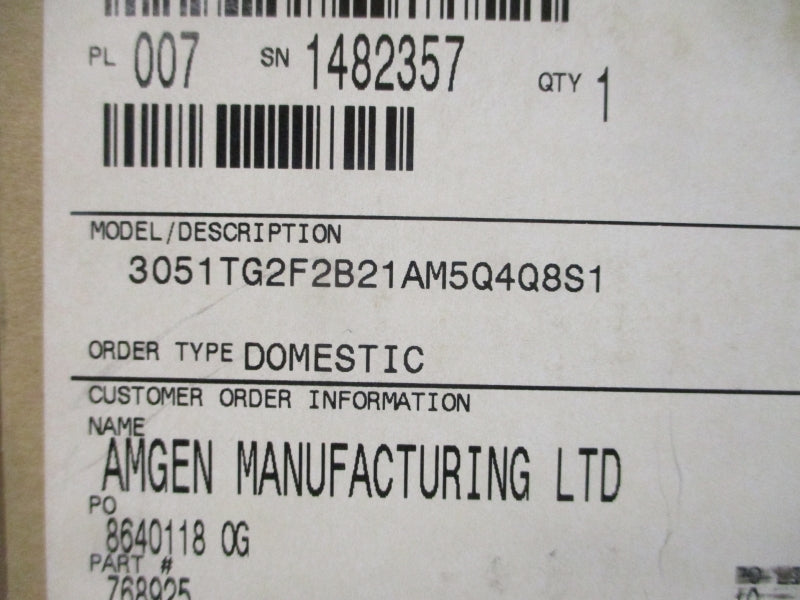 PL 007 SN 1482357 QTY 1
MODEL/DESCRIPTION
3051TG2F2B21AM5Q4Q8S1
ORDER TYPE DOMESTIC
CUSTOMER ORDER INFORMATION
NAME
AMGEN MANUFACTURING LTD
PO
8640118 OG
PART #
768925